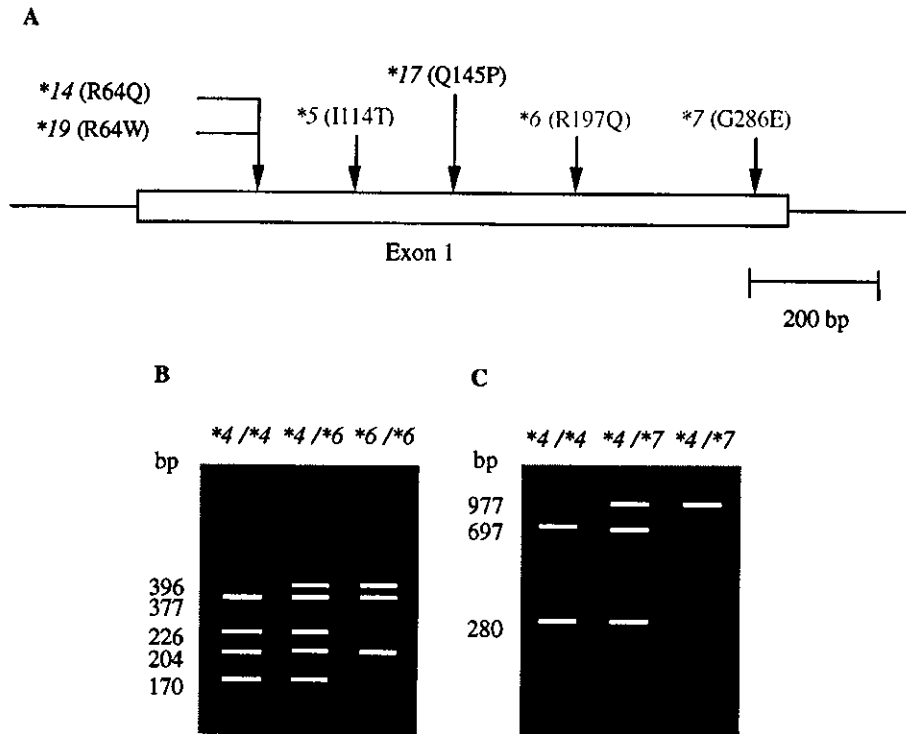 A
*14 (R64Q)
*19 (R64W)
*5 (I114T)
*17 (Q145P)
*6 (R197Q)
*7 (G286E)
Exon 1
200 bp
B
*4/*4 *4/*6 *6/*6
bp
396
377
226
204
170
C
*4/*4 *4/*7 *4/*7
bp
977
697
280